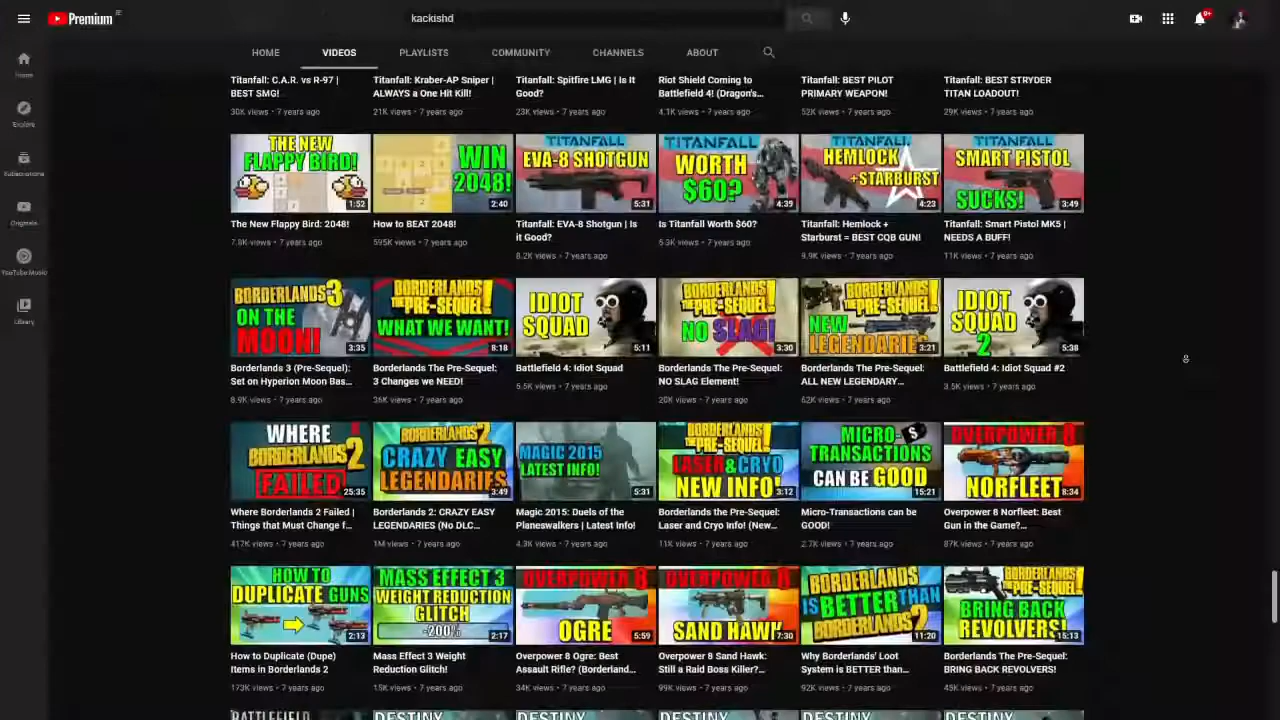 Premium
kackishd
9+
HOME
VIDEOS
PLAYLISTS
COMMUNITY
CHANNELS
ABOUT
Home
Explore
Subscriptions
Originals
YouTube Music
Library
Titanfall: C.A.R. vs R-97 |
BEST SMG!
30K views • 7 years ago
Titanfall: Kraber-AP Sniper |
ALWAYS a One Hit Kill!
21K views • 7 years ago
Titanfall: Spitfire LMG | Is It
Good?
23K views • 7 years ago
Riot Shield Coming to
Battlefield 4! (Dragon's...
4.1K views • 7 years ago
Titanfall: BEST PILOT
PRIMARY WEAPON!
52K views • 7 years ago
Titanfall: BEST STRYDER
TITAN LOADOUT!
29K views • 7 years ago
THE NEW
FLAPPY BIRD!
1:52
The New Flappy Bird: 2048!
7.8K views • 7 years ago
WIN
2048!
2:40
How to BEAT 2048!
595K views • 7 years ago
TITANFALL
EVA-8 SHOTGUN
5:31
Titanfall: EVA-8 Shotgun | Is
it Good?
8.2K views • 7 years ago
TITANFALL
WORTH
$60?
4:39
Is Titanfall Worth $60?
5.3K views • 7 years ago
TITANFALL
HEMLOCK
+STARBURST
4:23
Titanfall: Hemlock +
Starburst = BEST CQB GUN!
9.9K views • 7 years ago
TITANFALL
SMART PISTOL
SUCKS!
3:49
Titanfall: Smart Pistol MK5 |
NEEDS A BUFF!
11K views • 7 years ago
BORDERLANDS 3
ON THE
MOON!
3:35
Borderlands 3 (Pre-Sequel):
Set on Hyperion Moon Bas...
8.9K views • 7 years ago
BORDERLANDS
THE PRE-SEQUEL!
WHAT WE WANT!
8:18
Borderlands The Pre-Sequel:
3 Changes we NEED!
36K views • 7 years ago
IDIOT
SQUAD
5:11
Battlefield 4: Idiot Squad
5.5K views • 7 years ago
BORDERLANDS
THE PRE-SEQUEL!
NO SLAG!
3:30
Borderlands The Pre-Sequel:
NO SLAG Element!
20K views • 7 years ago
BORDERLANDS
THE PRE-SEQUEL!
NEW
LEGENDARIES
3:21
Borderlands The Pre-Sequel:
ALL NEW LEGENDARY...
62K views • 7 years ago
IDIOT
SQUAD
2
5:38
Battlefield 4: Idiot Squad #2
3.5K views • 7 years ago
WHERE
BORDERLANDS 2
FAILED
25:35
Where Borderlands 2 Failed |
Things that Must Change f...
417K views • 7 years ago
BORDERLANDS 2
CRAZY EASY
LEGENDARIES
3:49
Borderlands 2: CRAZY EASY
LEGENDARIES (No DLC...
1M views • 7 years ago
MAGIC 2015
LATEST INFO!
5:31
Magic 2015: Duels of the
Planeswalkers | Latest Info!
4.3K views • 7 years ago
BORDERLANDS
THE PRE-SEQUEL!
LASER & CRYO
NEW INFO!
3:12
Borderlands the Pre-Sequel:
Laser and Cryo Info! (New...
11K views • 7 years ago
MICRO- $
TRANSACTIONS
CAN BE GOOD
15:21
Micro-Transactions can be
GOOD!
2.7K views • 7 years ago
OVERPOWER 8
NORFLEET
8:34
Overpower 8 Norfleet: Best
Gun in the Game?...
87K views • 7 years ago
HOW TO
DUPLICATE GUNS
2:13
How to Duplicate (Dupe)
Items in Borderlands 2
173K views • 7 years ago
MASS EFFECT 3
WEIGHT REDUCTION
GLITCH
-200%
2:17
Mass Effect 3 Weight
Reduction Glitch!
15K views • 7 years ago
OVERPOWER 8
OGRE
5:59
Overpower 8 Ogre: Best
Assault Rifle? (Borderland...
34K views • 7 years ago
OVERPOWER 8
SAND HAWK
7:30
Overpower 8 Sand Hawk:
Still a Raid Boss Killer?...
99K views • 7 years ago
BORDERLANDS
IS BETTER THAN
BORDERLANDS 2
11:20
Why Borderlands' Loot
System is BETTER than...
92K views • 7 years ago
BORDERLANDS
THE PRE-SEQUEL!
BRING BACK
REVOLVERS!
15:13
Borderlands The Pre-Sequel:
BRING BACK REVOLVERS!
45K views • 7 years ago
BATTLEFIELD
DESTINY
DESTINY
DESTINY
DESTINY
DESTINY